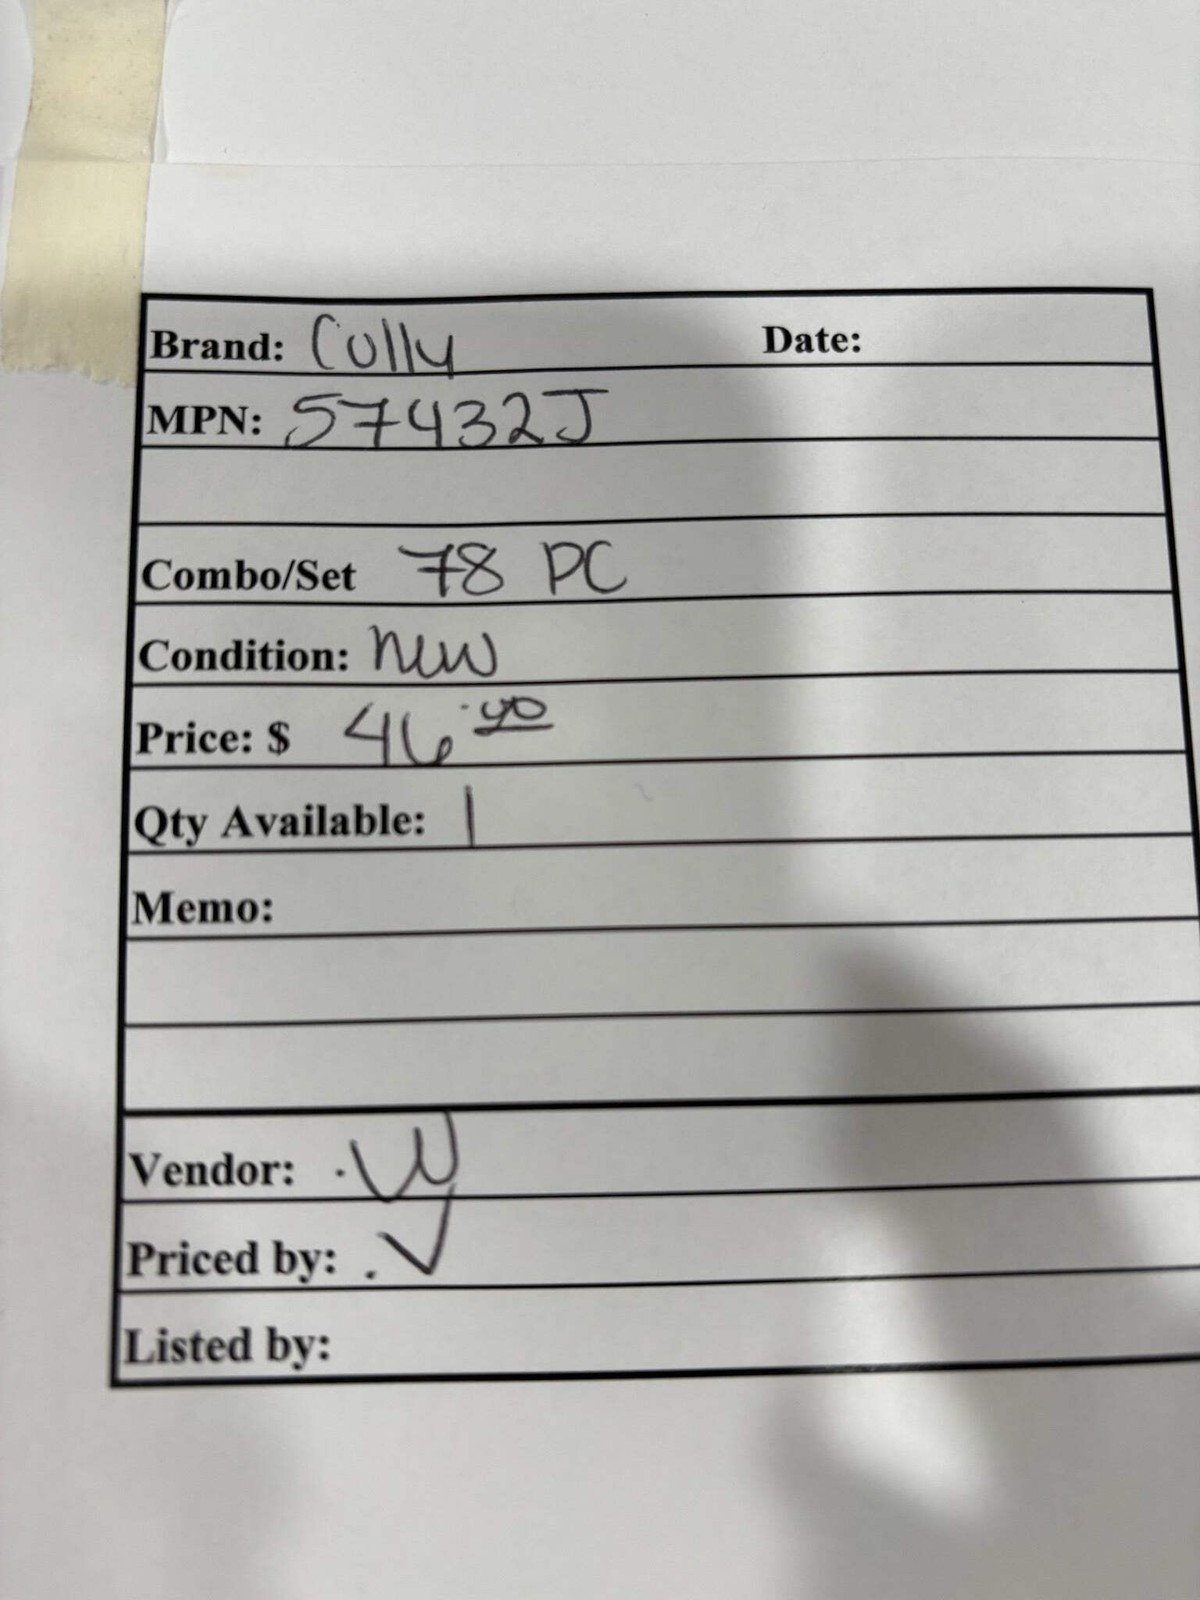 Brand: Cully Date:
MPN: 57432J
Combo/Set 78 PC
Condition: New
Price: $ 46.40
Qty Available: 1
Memo:
Vendor: W
Priced by: V
Listed by: